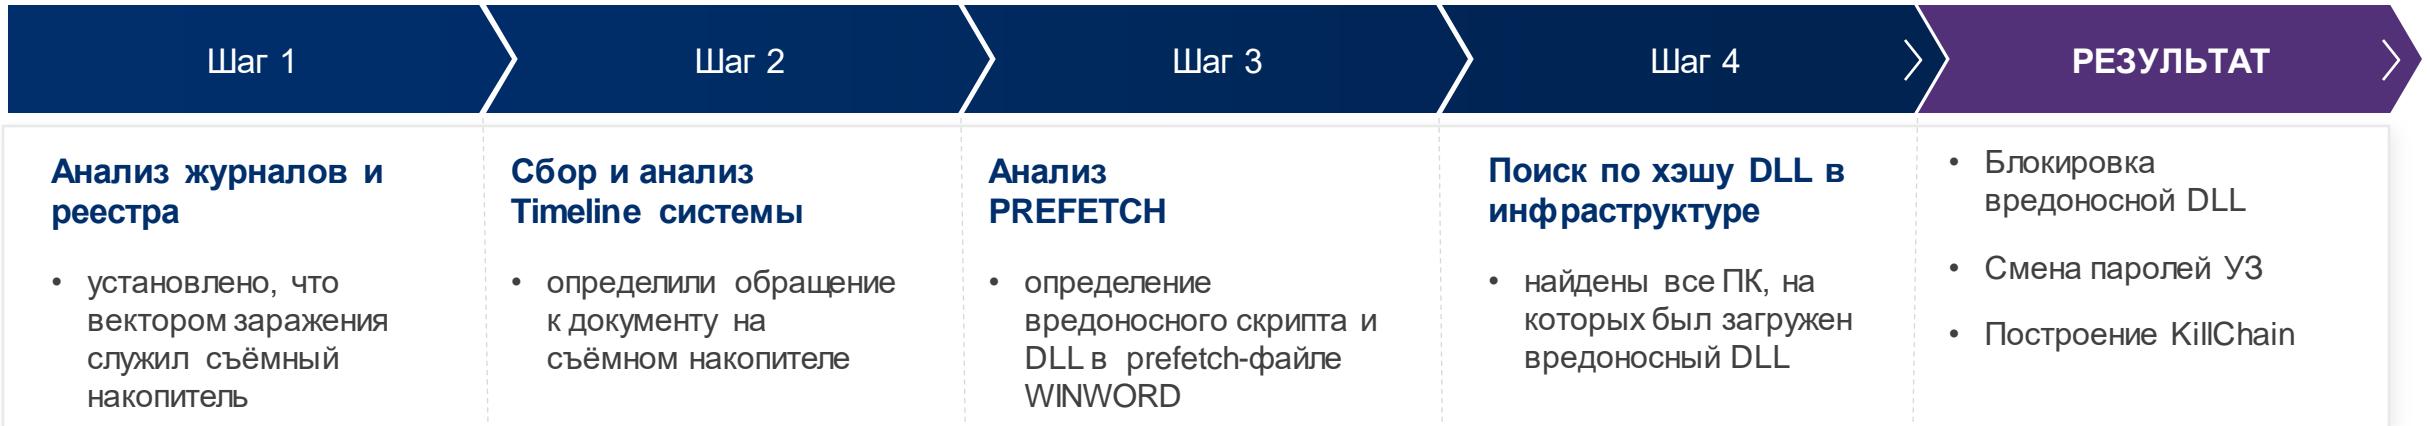 Шаг 1
Шаг 2
Шаг 3
Шаг 4
РЕЗУЛЬТАТ
Анализ журналов и
реестра
• установлено, что
вектором заражения
служил съёмный
накопитель
Сбор и анализ
Timeline системы
• определили обращение
к документу на
съёмном накопителе
Анализ
PREFETCH
• определение
вредоносного скрипта и
DLL в prefetch-файле
WINWORD
Поиск по хэшу DLL в
инфраструктуре
• найдены все ПК, на
которых был загружен
вредоносный DLL
• Блокировка
вредоносной DLL
• Смена паролей УЗ
• Построение KillChain